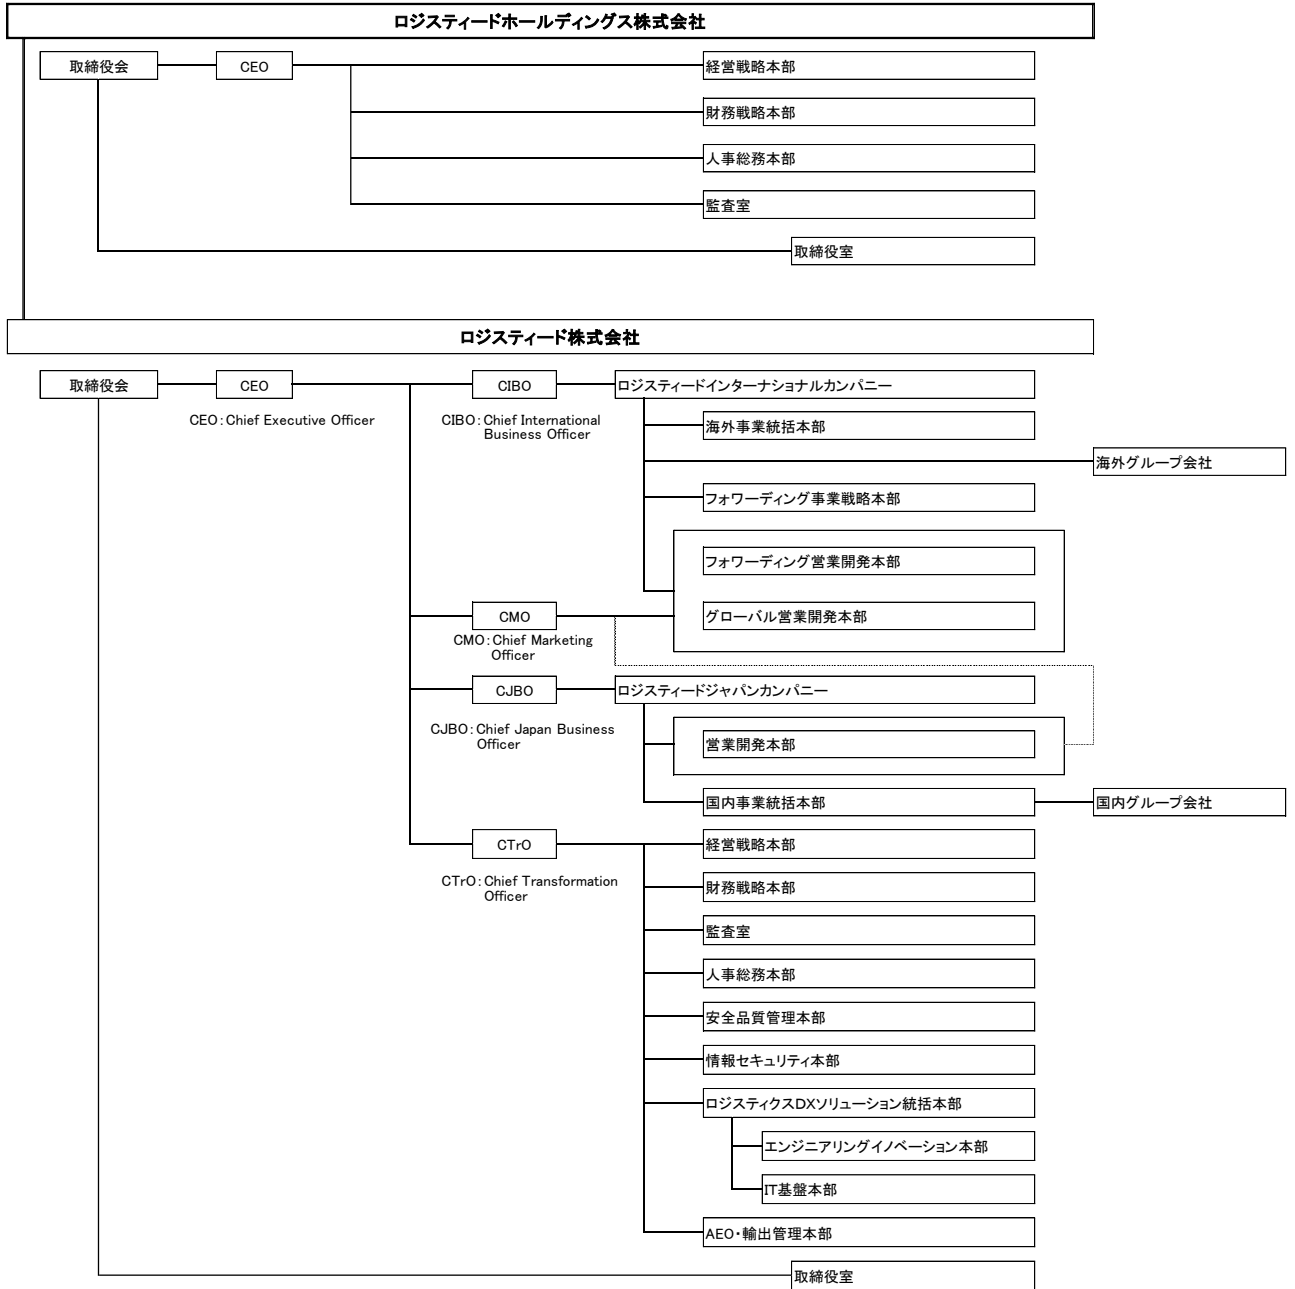 ロジスティードホールディングス株式会社
取締役会
CEO
経営戦略本部
財務戦略本部
人事総務本部
監査室
取締役室
ロジスティード株式会社
取締役会
CEO
CIBO
ロジスティードインターナショナルカンパニー
CEO：Chief Executive Officer
CIBO：Chief International
Business Officer
海外事業統括本部
海外グループ会社
フォワーディング事業戦略本部
フォワーディング営業開発本部
CMO
グローバル営業開発本部
CMO：Chief Marketing
Officer
CJBO
ロジスティードジャパンカンパニー
CJBO：Chief Japan Business
Officer
営業開発本部
国内事業統括本部
国内グループ会社
CTrO
経営戦略本部
CTrO：Chief Transformation
Officer
財務戦略本部
監査室
人事総務本部
安全品質管理本部
情報セキュリティ本部
ロジスティクスDXソリューション統括本部
エンジニアリングイノベーション本部
IT基盤本部
AEO・輸出管理本部
取締役室